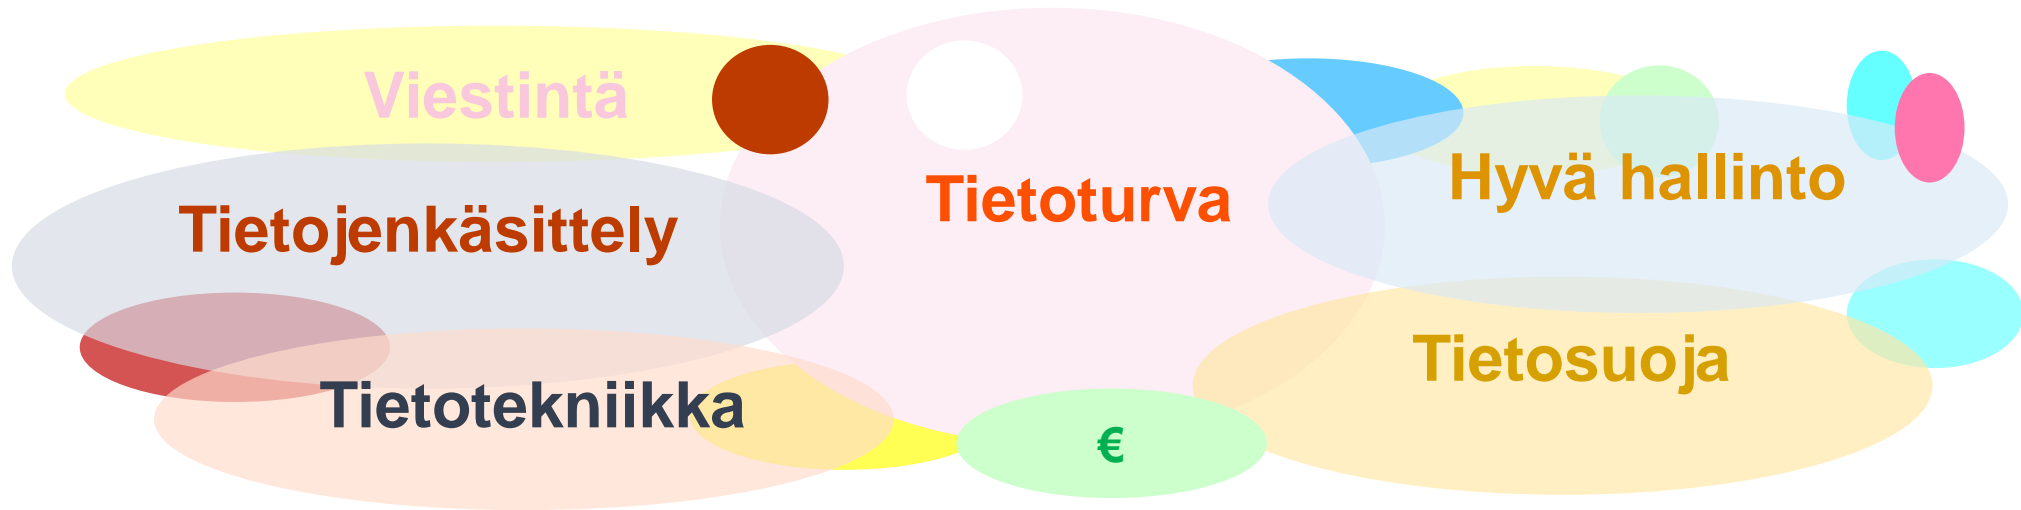 Viestintä
Tietojenkäsittely
Tietotekniikka
Tietoturva
€
Hyvä hallinto
Tietosuoja